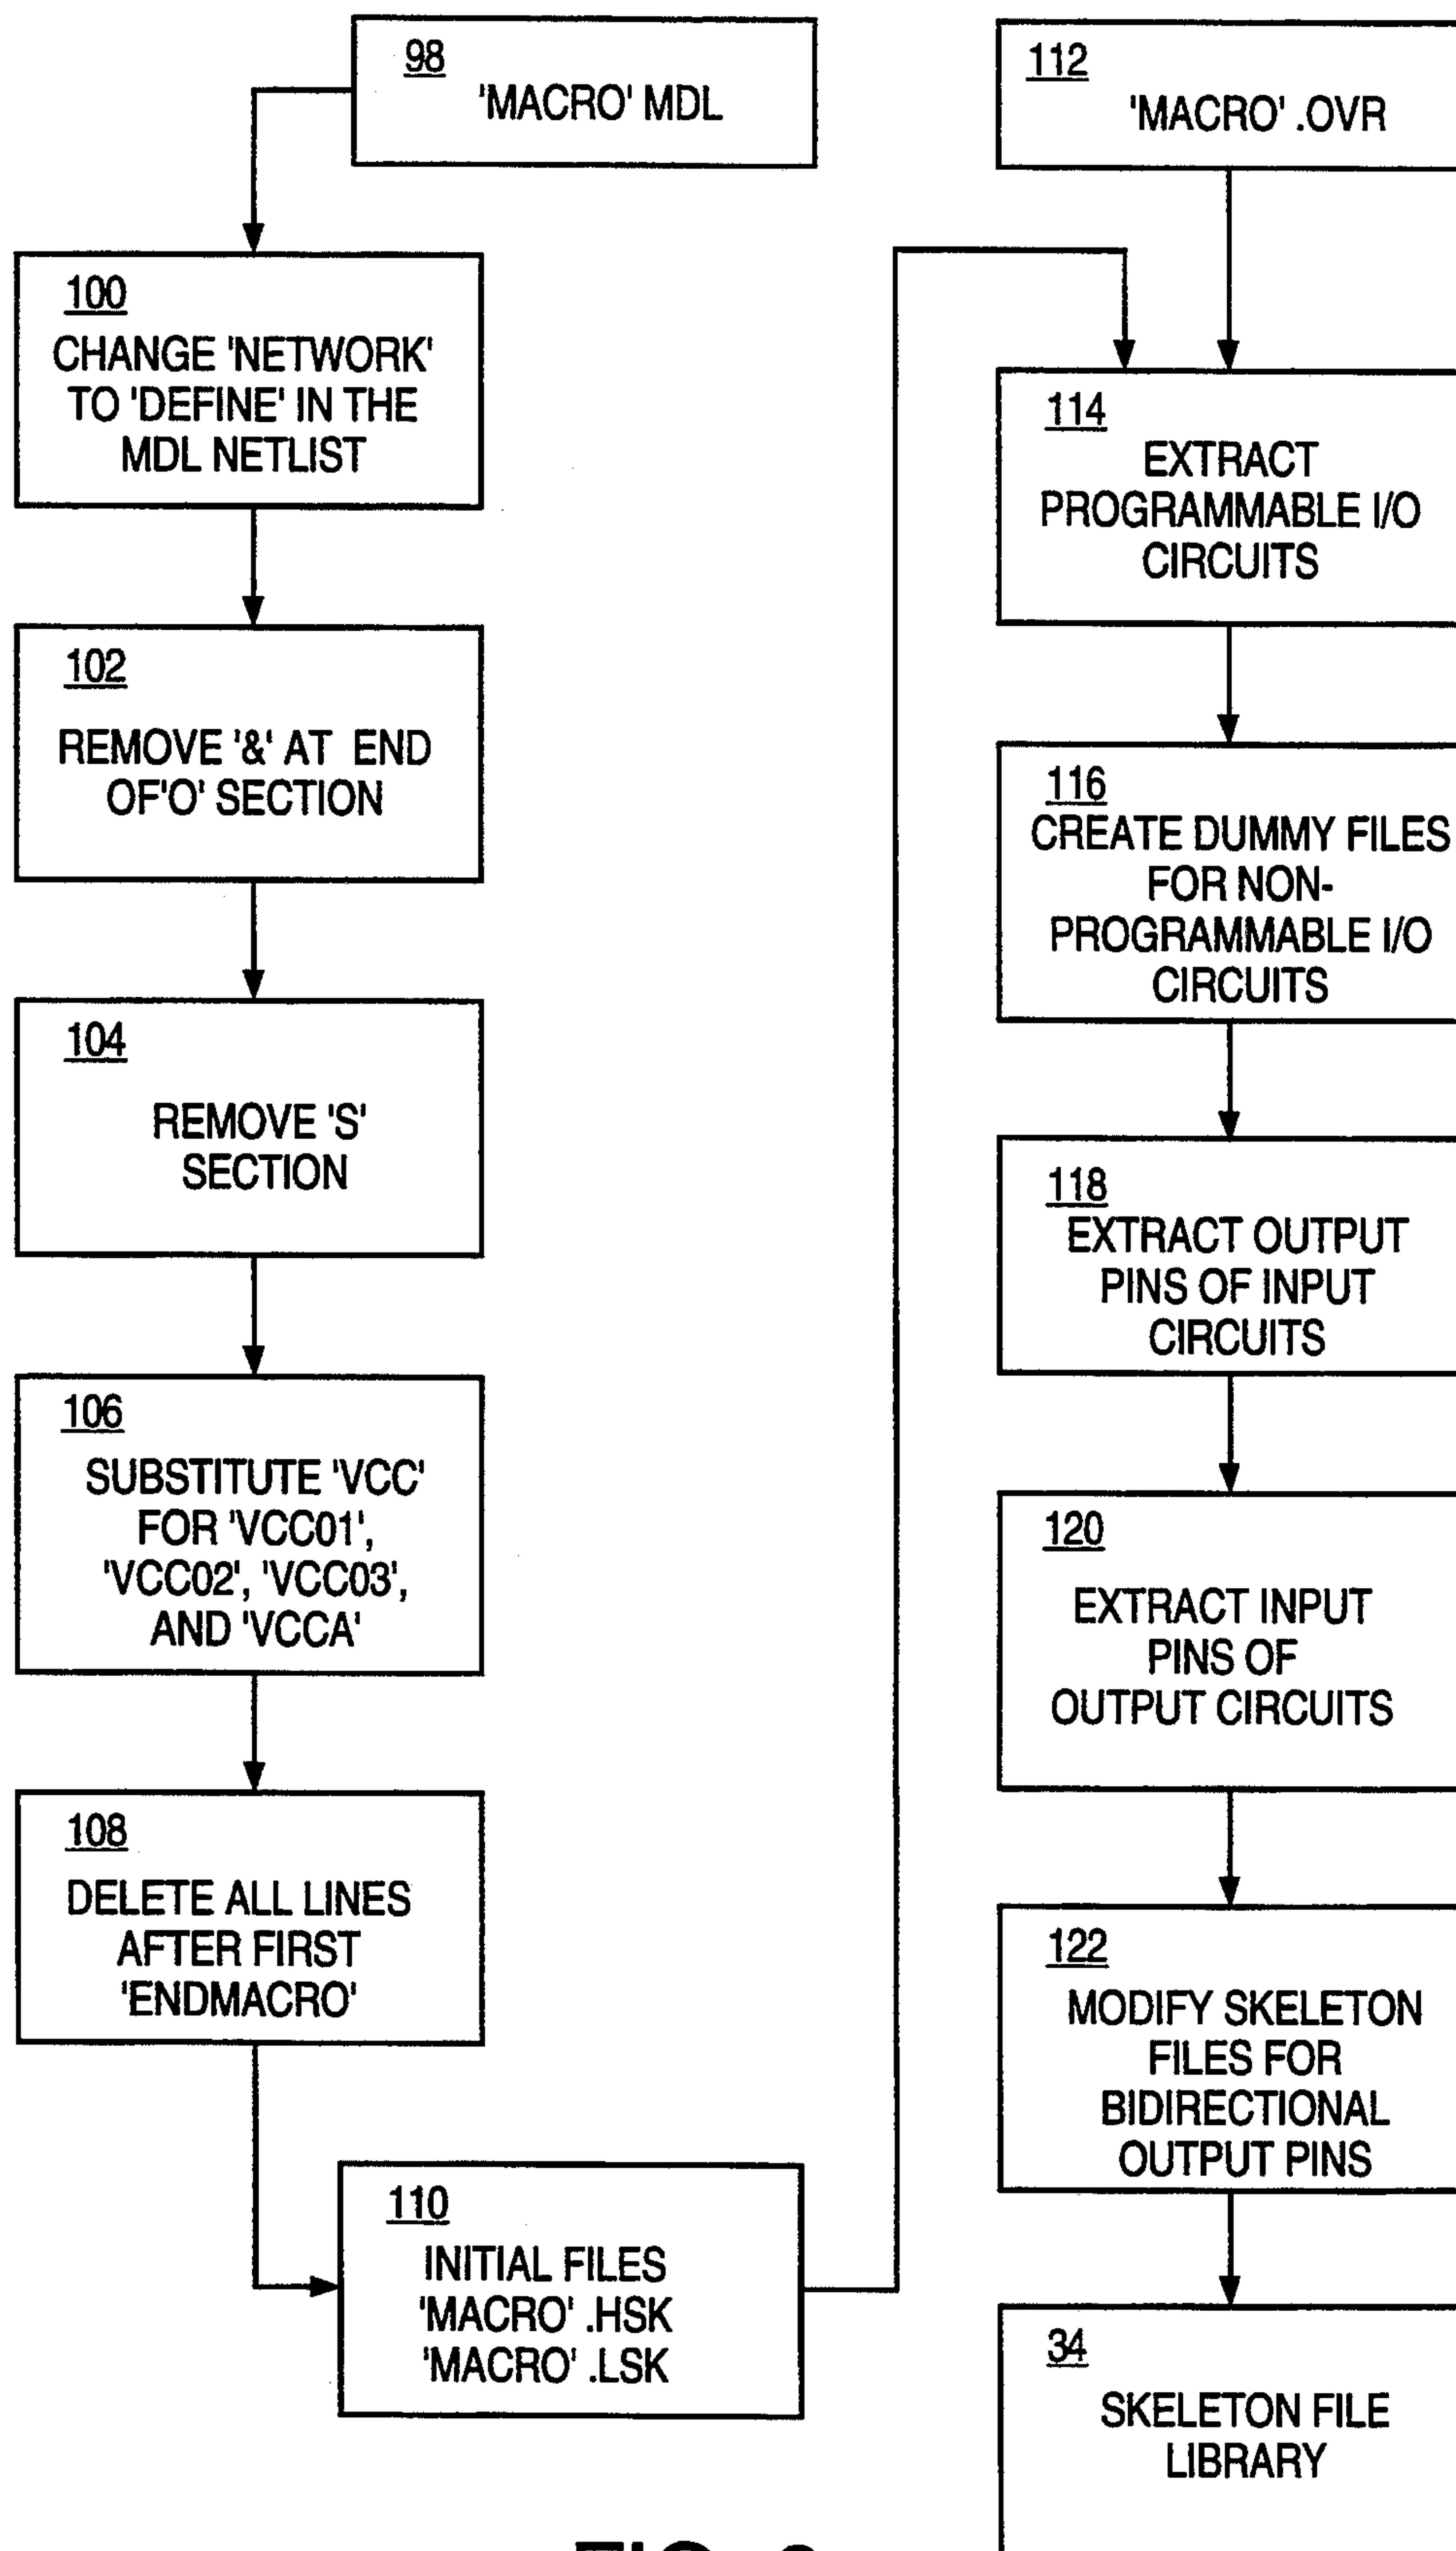 98
'MACRO' MDL
100
CHANGE 'NETWORK'
TO 'DEFINE' IN THE
MDL NETLIST
102
REMOVE '&' AT END
OF'O' SECTION
104
REMOVE 'S'
SECTION
106
SUBSTITUTE 'VCC'
FOR 'VCC01',
'VCC02', 'VCC03',
AND 'VCCA'
108
DELETE ALL LINES
AFTER FIRST
'ENDMACRO'
110
INITIAL FILES
'MACRO' .HSK
'MACRO' .LSK
112
'MACRO' .OVR
114
EXTRACT
PROGRAMMABLE I/O
CIRCUITS
116
CREATE DUMMY FILES
FOR NON-
PROGRAMMABLE I/O
CIRCUITS
118
EXTRACT OUTPUT
PINS OF INPUT
CIRCUITS
120
EXTRACT INPUT
PINS OF
OUTPUT CIRCUITS
122
MODIFY SKELETON
FILES FOR
BIDIRECTIONAL
OUTPUT PINS
34
SKELETON FILE
LIBRARY